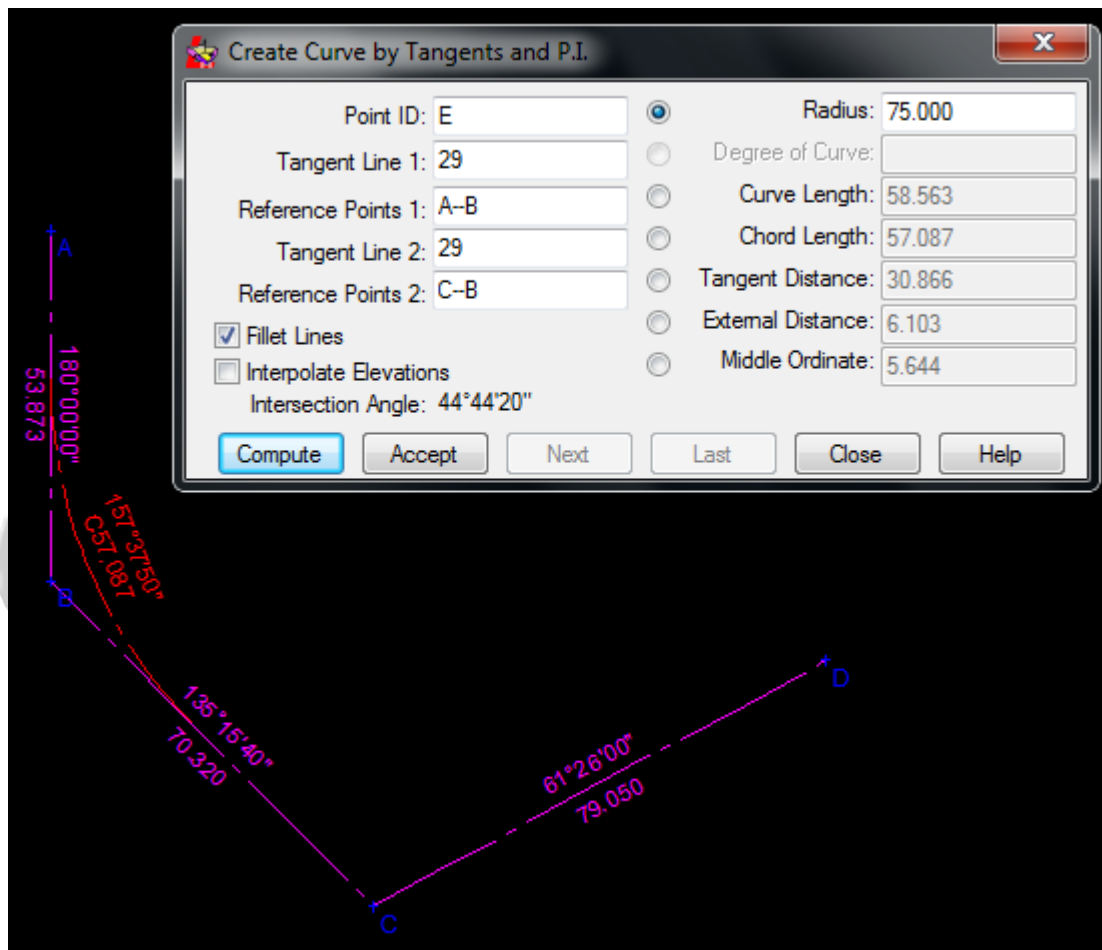 Create Curve by Tangents and P.I.
Point ID: E
Tangent Line 1: 29
Reference Points 1: A--B
Tangent Line 2: 29
Reference Points 2: C--B
Fillet Lines
Interpolate Elevations
Intersection Angle: 44°44'20"
Radius: 75.000
Degree of Curve:
Curve Length: 58.563
Chord Length: 57.087
Tangent Distance: 30.866
External Distance: 6.103
Middle Ordinate: 5.644
Compute Accept Next Last Close Help
A
180°00'00"
53.873
157°37'50"
C57.087
B
135°15'40"
70.320
61°26'00"
79.050
D
C